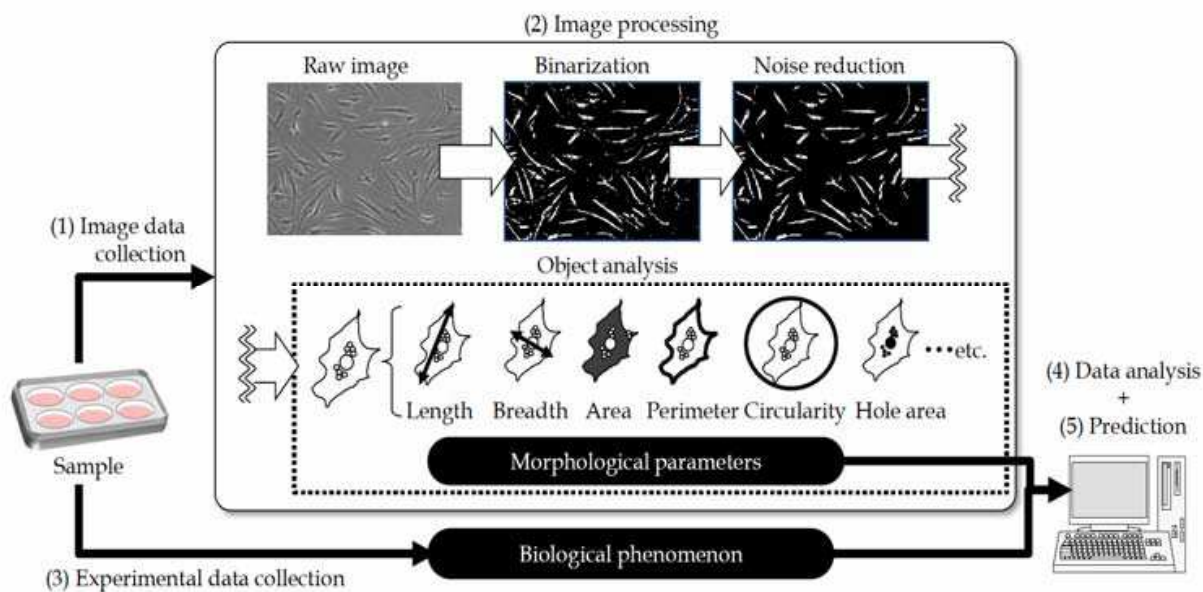 (2) Image processing
Raw image
Binarization
Noise reduction
(1) Image data
collection
Object analysis
••••etc.
Length
Breadth
Area
Perimeter
Circularity
Hole area
(4) Data analysis
+
(5) Prediction
Sample
Morphological parameters
Biological phenomenon
(3) Experimental data collection